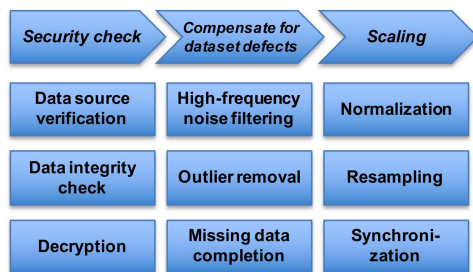 Security check
Compensate for
dataset defects
Scaling
Data source
verification
High-frequency
noise filtering
Normalization
Data integrity
check
Outlier removal
Resampling
Decryption
Missing data
completion
Synchroni-
zation